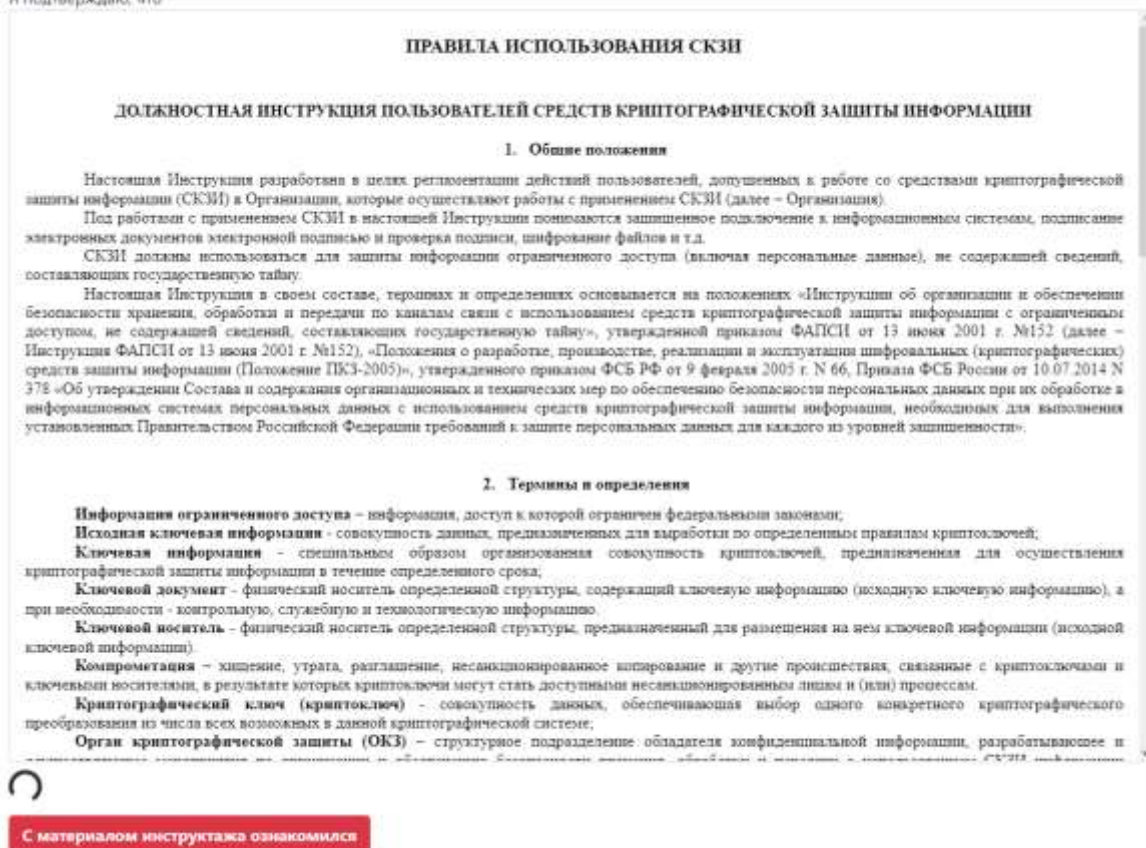 Я подтверждаю, что
ПРАВИЛА ИСПОЛЬЗОВАНИЯ СКЗИ
ДОЛЖНОСТНАЯ ИНСТРУКЦИЯ ПОЛЬЗОВАТЕЛЕЙ СРЕДСТВ КРИПТОГРАФИЧЕСКОЙ ЗАЩИТЫ ИНФОРМАЦИИ
1. Общие положения
Настоящая Инструкция разработана в целях регламентации действий пользователей, допущенных к работе со средствами криптографической
защиты информации (СКЗИ) в Организации, которые осуществляют работы с применением СКЗИ (далее – Организация).
Под работами с применением СКЗИ в настоящей Инструкции понимаются защищенное подключение к информационным системам, подписание
электронных документов электронной подписью и проверка подписи, шифрование файлов и т.д.
СКЗИ должны использоваться для защиты информации ограниченного доступа (включая персональные данные), не содержащей сведений,
составляющих государственную тайну.
Настоящая Инструкция в своем составе, терминах и определениях основывается на положениях «Инструкции об организации и обеспечении
безопасности хранения, обработки и передачи по каналам связи с использованием средств криптографической защиты информации с ограниченным
доступом, не содержащей сведений, составляющих государственную тайну», утвержденной приказом ФАПСИ от 13 июня 2001 г. №152 (далее –
Инструкция ФАПСИ от 13 июня 2001 г. №152), «Положения о разработке, производстве, реализации и эксплуатации шифровальных (криптографических)
средств защиты информации (Положение ПКЗ-2005)», утвержденного приказом ФСБ РФ от 9 февраля 2005 г. N 66, Приказа ФСБ России от 10.07.2014 N
378 «Об утверждении Состава и содержания организационных и технических мер по обеспечению безопасности персональных данных при их обработке в
информационных системах персональных данных с использованием средств криптографической защиты информации, необходимых для выполнения
установленных Правительством Российской Федерации требований к защите персональных данных для каждого из уровней защищенности».
2. Термины и определения
Информация ограниченного доступа – информация, доступ к которой ограничен федеральными законами;
Исходная ключевая информация - совокупность данных, предназначенных для выработки по определенным правилам криптоключей;
Ключевая информация - специальным образом организованная совокупность криптоключей, предназначенная для осуществления
криптографической защиты информации в течение определенного срока;
Ключевой документ - физический носитель определенной структуры, содержащий ключевую информацию (исходную ключевую информацию), а
при необходимости - контрольную, служебную и технологическую информацию.
Ключевой носитель - физический носитель определенной структуры, предназначенный для размещения на нем ключевой информации (исходной
ключевой информации).
Компрометация – хищение, утрата, разглашение, несанкционированное копирование и другие происшествия, связанные с криптоключами и
ключевыми носителями, в результате которых криптоключи могут стать доступными несанкционированным лицам и (или) процессам.
Криптографический ключ (криптоключ) - совокупность данных, обеспечивающая выбор одного конкретного криптографического
преобразования из числа всех возможных в данной криптографической системе;
Орган криптографической защиты (ОКЗ) – структурное подразделение обладателя конфиденциальной информации, разрабатывающее и
С материалом инструктажа ознакомился